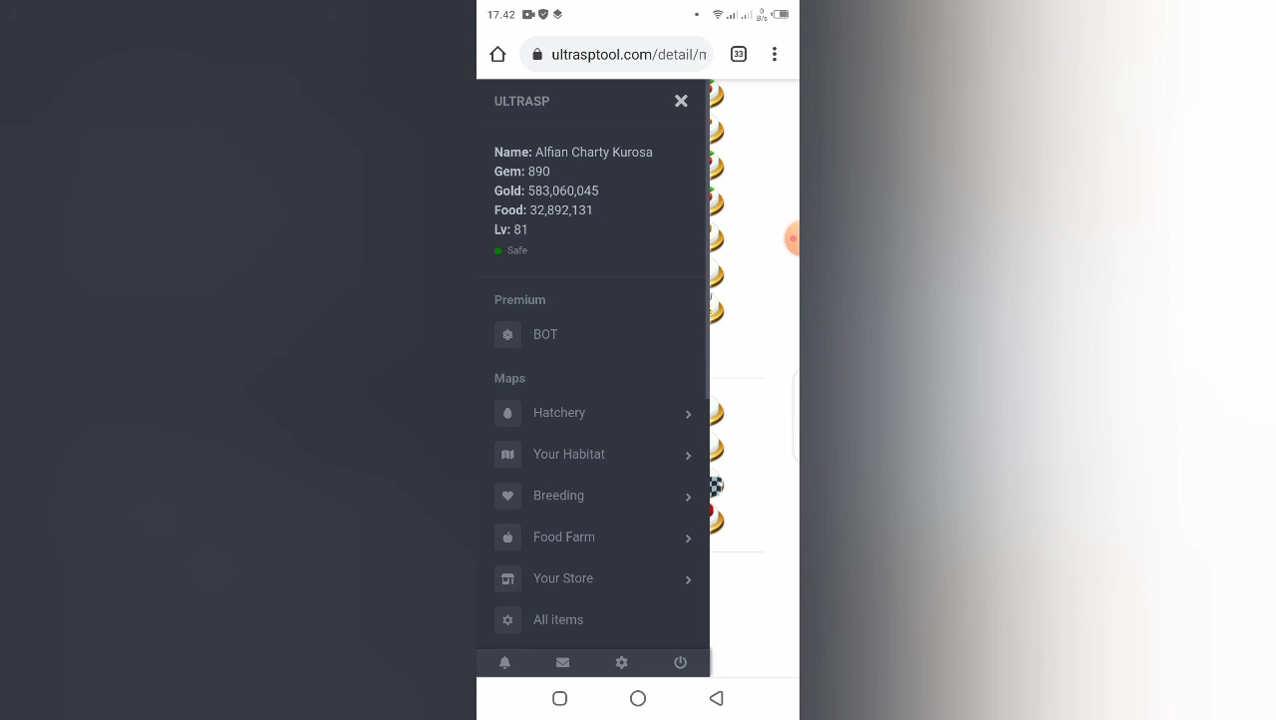 17.42
0
B/s
ultrasptool.com/detail/m
33
ULTRASP
Name: Alfian Charty Kurosa
Gem: 890
Gold: 583,060,045
Food: 32,892,131
Lv: 81
Safe
Premium
BOT
Maps
Hatchery
Your Habitat
Breeding
Food Farm
Your Store
All items